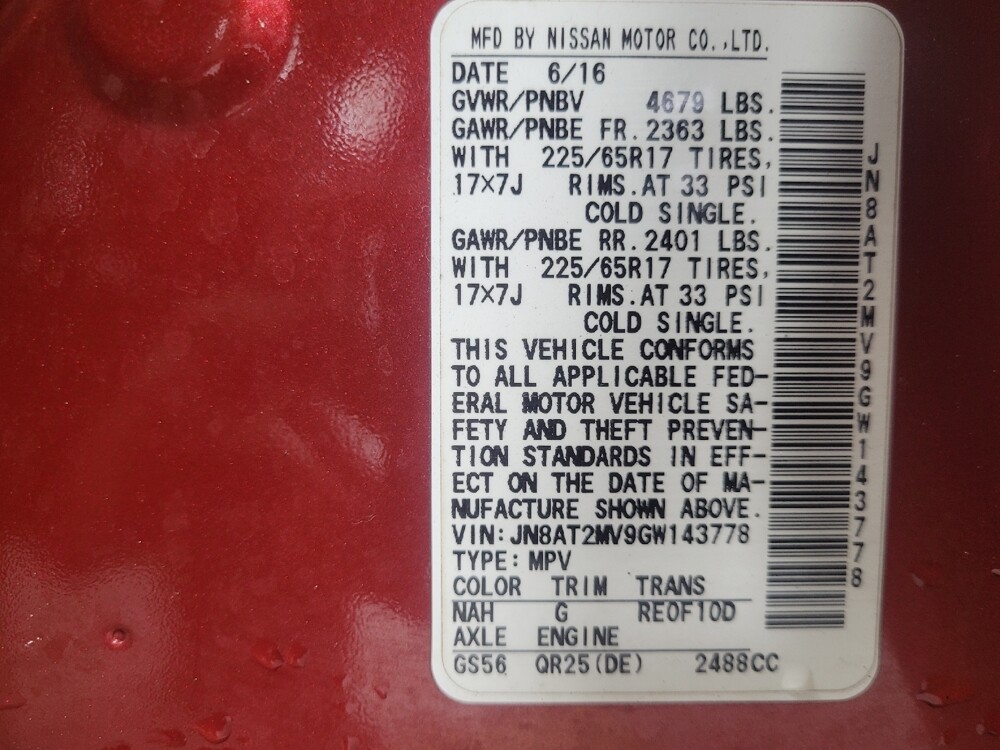 MFD BY NISSAN MOTOR CO.,LTD.
DATE 6/16
GVWR/PNBV 4679 LBS.
GAWR/PNBE FR.2363 LBS.
WITH 225/65R17 TIRES,
17×7J RIMS.AT 33 PSI
COLD SINGLE.
GAWR/PNBE RR.2401 LBS.
WITH 225/65R17 TIRES,
17×7J RIMS.AT 33 PSI
COLD SINGLE.
THIS VEHICLE CONFORMS
TO ALL APPLICABLE FED-
ERAL MOTOR VEHICLE SA-
FETY AND THEFT PREVEN-
TION STANDARDS IN EFF-
ECT ON THE DATE OF MA-
NUFACTURE SHOWN ABOVE.
VIN:JN8AT2MV9GW143778
TYPE:MPV
COLOR TRIM TRANS
NAH G RE0F10D
AXLE ENGINE
GS56 QR25(DE) 2488CC
JN8AT2MV9GW143778